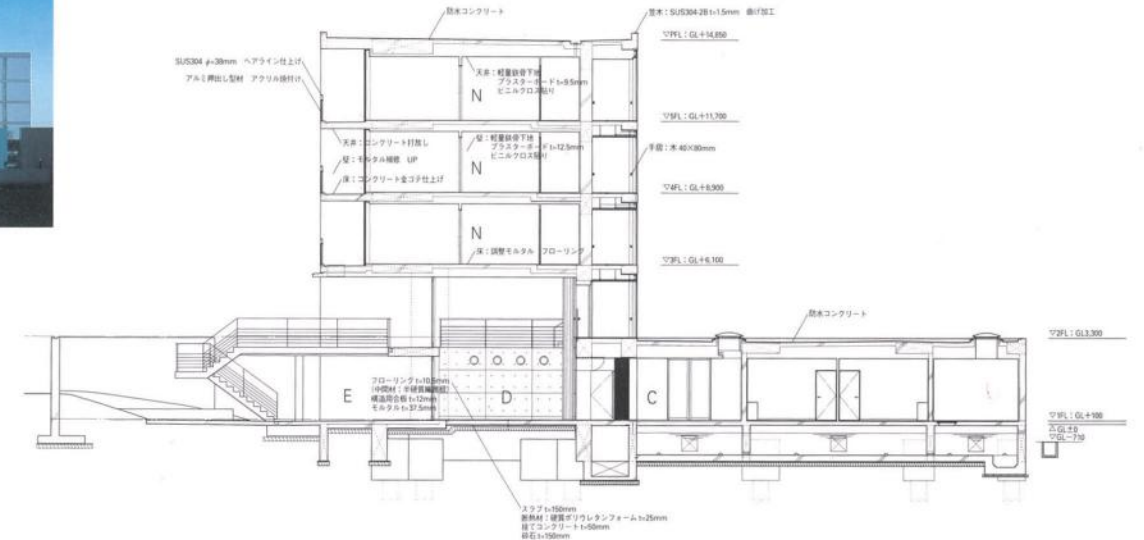 防水コンクリート
笠木：SUS304-2B t=1.5mm 曲げ加工
▽PFL：GL+14,850
SUS304 φ=38mm ヘアライン仕上げ
アルミ押出し型材 アクリル焼付け
天井：軽量鉄骨下地
プラスターボード t=9.5mm
ビニルクロス貼り
N
▽5FL：GL+11,700
天井：コンクリート打放し
壁：モルタル補修 UP
床：コンクリート金ゴテ仕上げ
壁：軽量鉄骨下地
プラスターボード t=12.5mm
ビニルクロス貼り
N
手摺：木 40×80mm
▽4FL：GL+8,900
N
床：調整モルタル フローリング
▽3FL：GL+6,100
防水コンクリート
▽2FL：GL3,300
フローリング t=10.5mm
構造用合板 t=12mm
モルタル t=37.5mm
E
D
C
▽1FL：GL+100
△GL±0
▽GL-710
スラブ t=150mm
断熱材：硬質ポリウレタンフォーム t=25mm
捨てコンクリート t=50mm
砕石 t=150mm